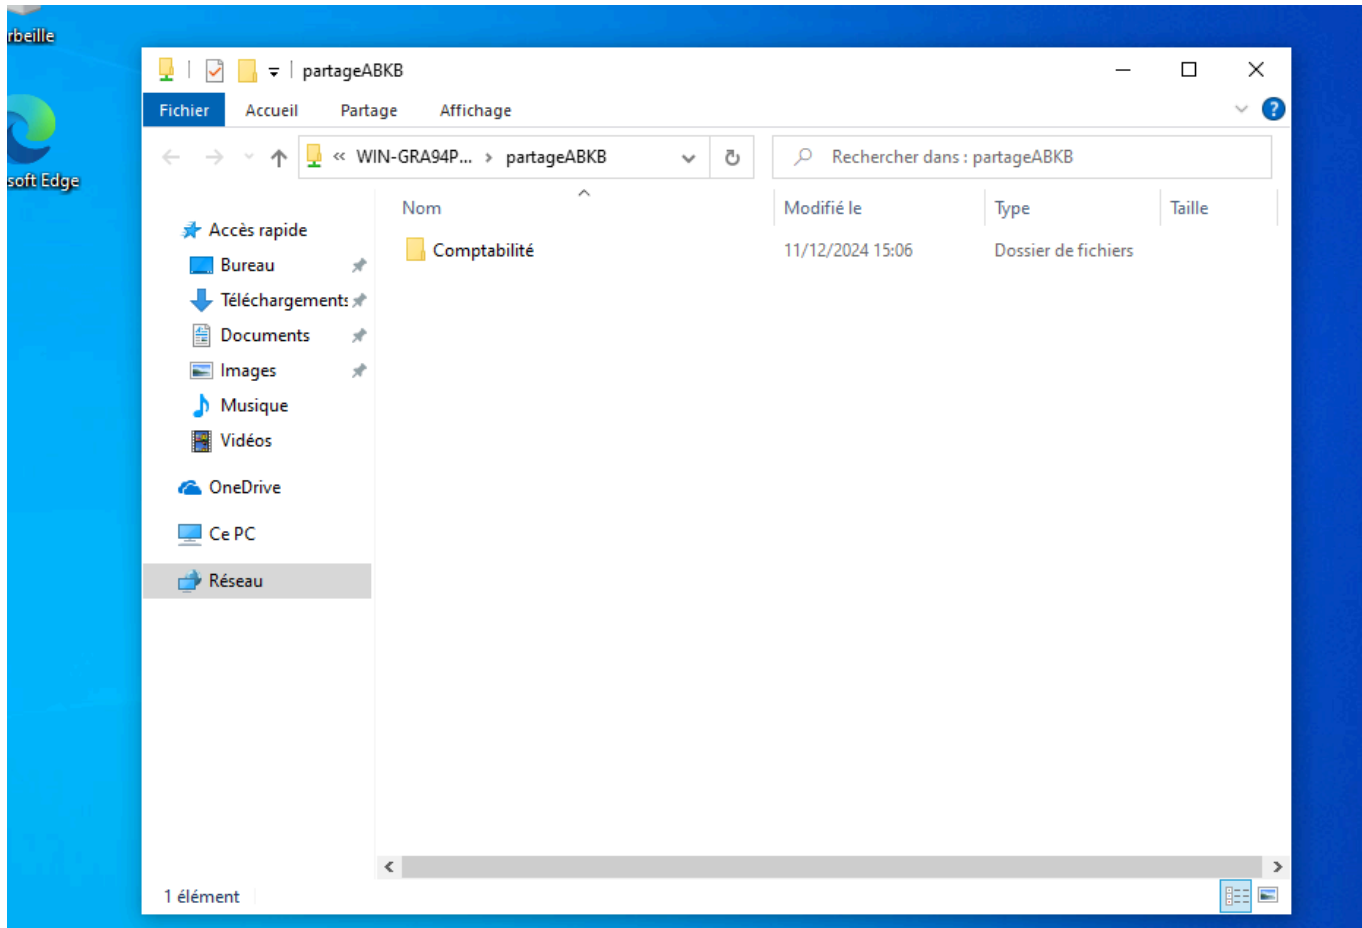 rbeille
soft Edge
partageABKB
Fichier Accueil Partage Affichage
« WIN-GRA94P... > partageABKB Rechercher dans : partageABKB
Nom Modifié le Type Taille
Accès rapide
Comptabilité 11/12/2024 15:06 Dossier de fichiers
Bureau
Téléchargements
Documents
Images
Musique
Vidéos
OneDrive
Ce PC
Réseau
1 élément